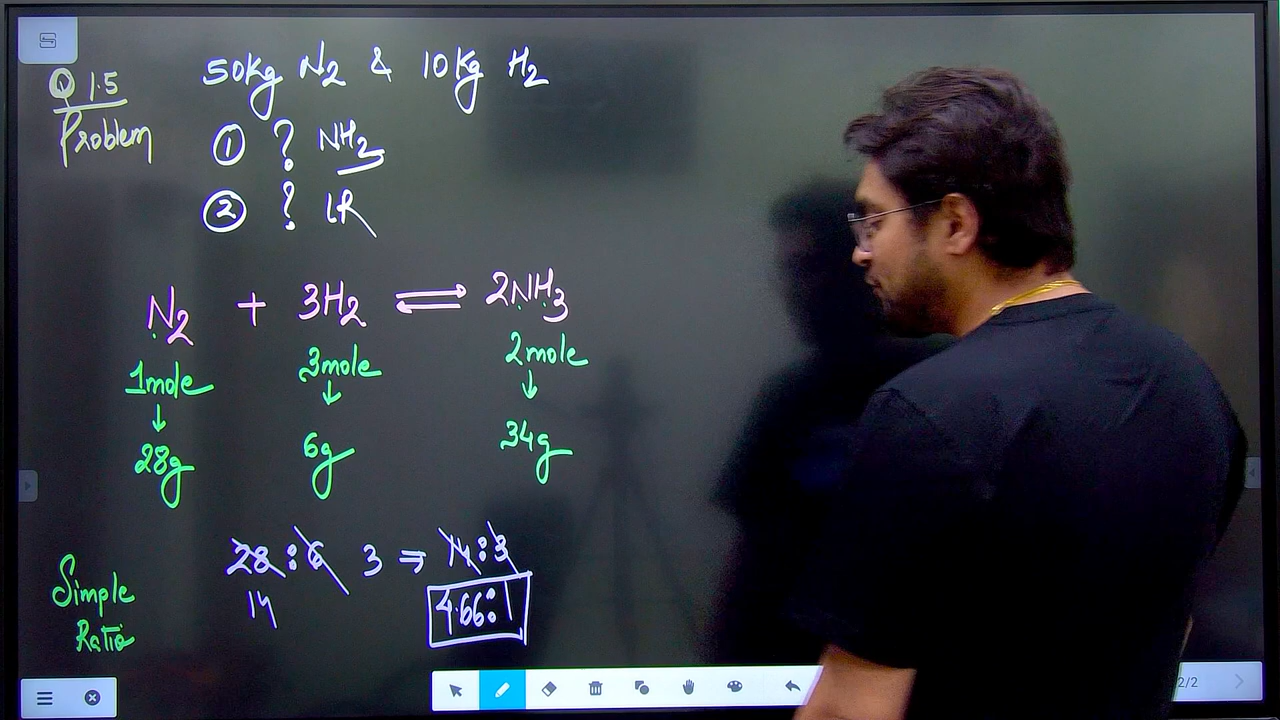 Q 1.5
Problem
50Kg N2 & 10Kg H2
① ? NH2
② ? LR
N2 + 3H2 ⇌ 2NH3
1mole 3mole 2mole
↓ ↓ ↓
28g 6g 34g
Simple
Ratio
28:6 3 ⇒ 14:3
14 4.66:1
2/2